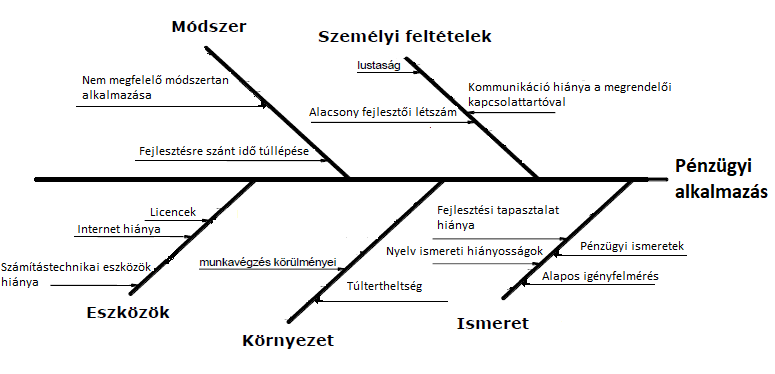 Módszer
Személyi feltételek
lustaság
Nem megfelelő módszertan
alkalmazása
Kommunikáció hiánya a megrendelői
kapcsolattartóval
Alacsony fejlesztői létszám
Fejlesztésre szánt idő túllépése
Pénzügyi
alkalmazás
Licencek
Internet hiánya
Számítástechnikai eszközök
hiánya
Eszközök
munkavégzés körülményei
Túltertheltség
Környezet
Fejlesztési tapasztalat
hiánya
Nyelv ismereti hiányosságok
Pénzügyi ismeretek
Alapos igényfelmérés
Ismeret